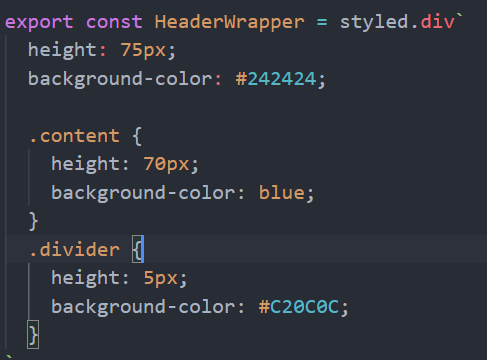 export const HeaderWrapper = styled.div`
  height: 75px;
  background-color: #242424;

  .content {
    height: 70px;
    background-color: blue;
  }
  .divider {
    height: 5px;
    background-color: #C20C0C;
  }
`